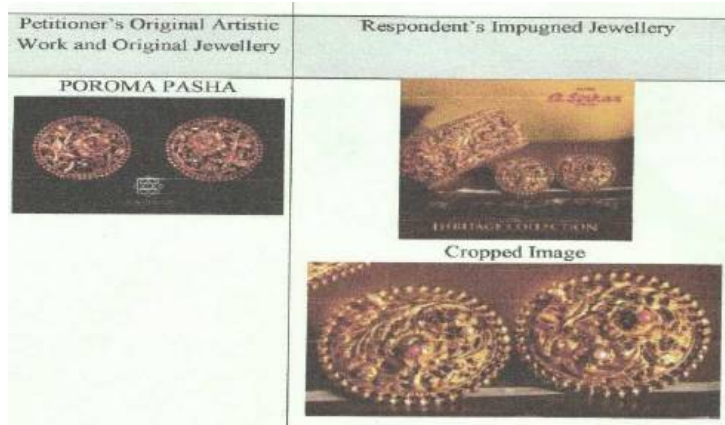 Petitioner's Original Artistic
Work and Original Jewellery
Respondent's Impugned Jewellery
POROMA PASHA
HERITAGE COLLECTION
Cropped Image